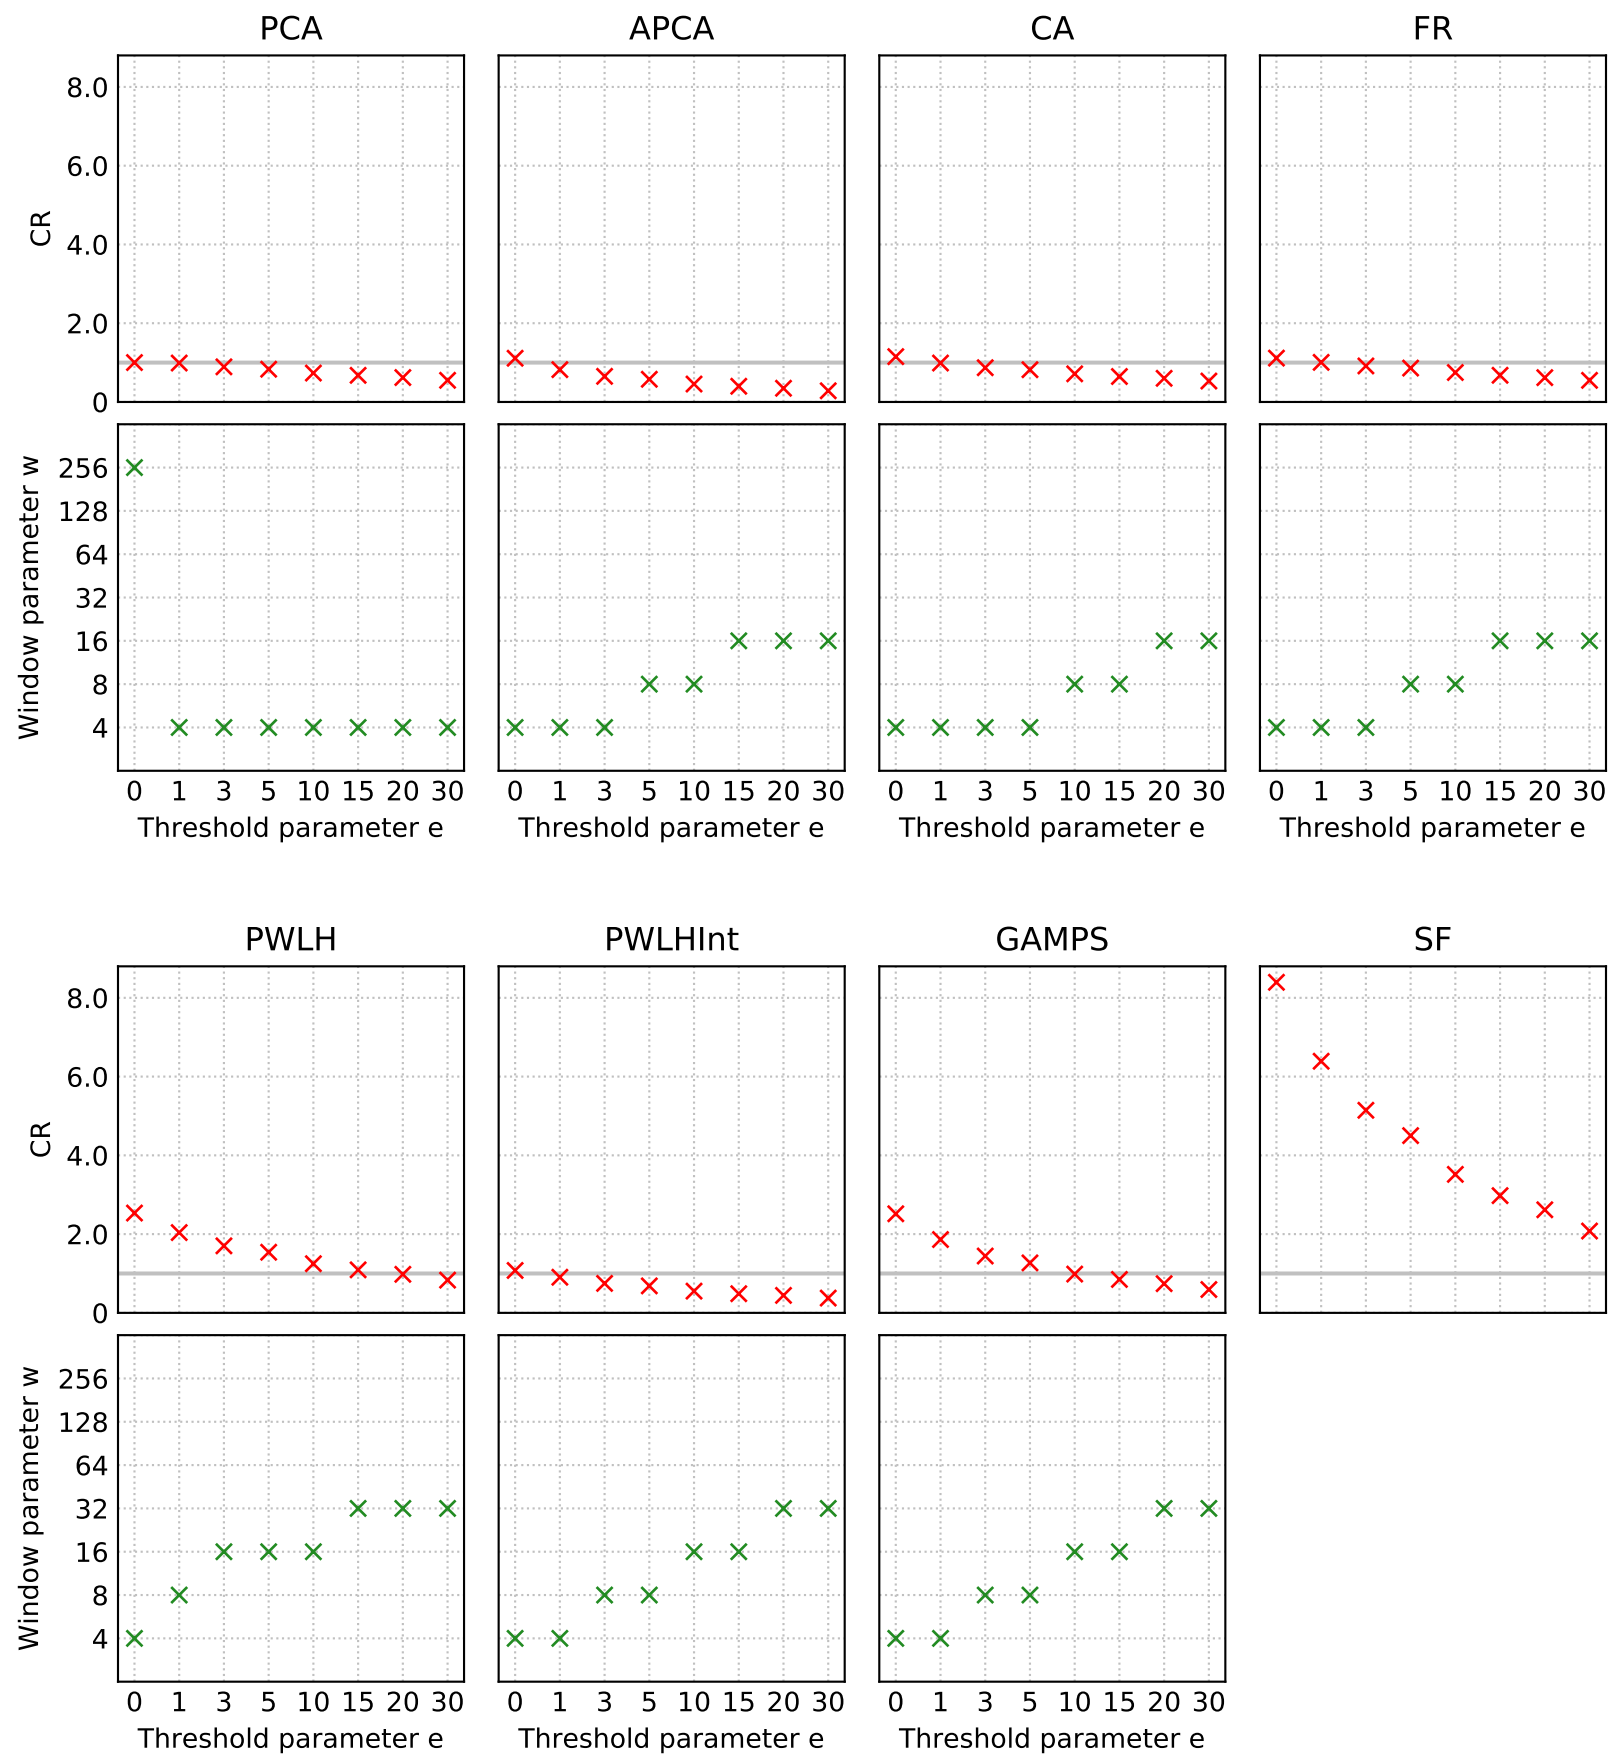 PCA APCA CA FR
8.0
6.0
4.0
2.0
0
CR
256
128
64
32
16
8
4
Window parameter w
0 1 3 5 10 15 20 30 0 1 3 5 10 15 20 30 0 1 3 5 10 15 20 30 0 1 3 5 10 15 20 30
Threshold parameter e Threshold parameter e Threshold parameter e Threshold parameter e
PWLH PWLHInt GAMPS SF
8.0
6.0
4.0
2.0
0
CR
256
128
64
32
16
8
4
Window parameter w
0 1 3 5 10 15 20 30 0 1 3 5 10 15 20 30 0 1 3 5 10 15 20 30
Threshold parameter e Threshold parameter e Threshold parameter e